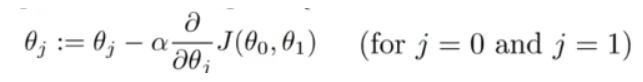 θⱼ := θⱼ − α ∂/∂θⱼ J(θ₀, θ₁) (for j = 0 and j = 1)